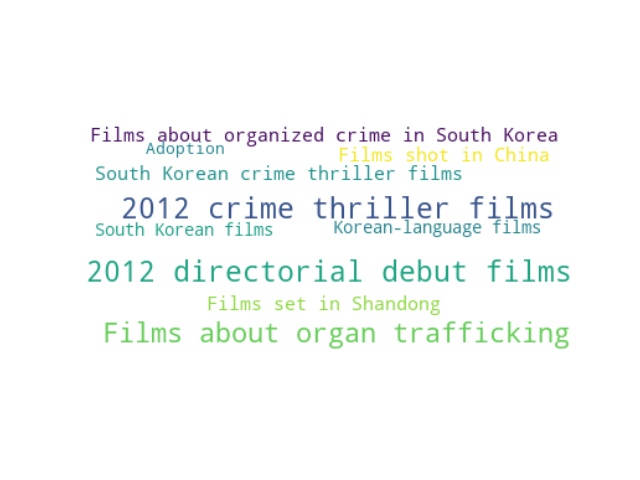 Films about organized crime in South Korea
Adoption
Films shot in China
South Korean crime thriller films
2012 crime thriller films
South Korean films
Korean-language films
2012 directorial debut films
Films set in Shandong
Films about organ trafficking